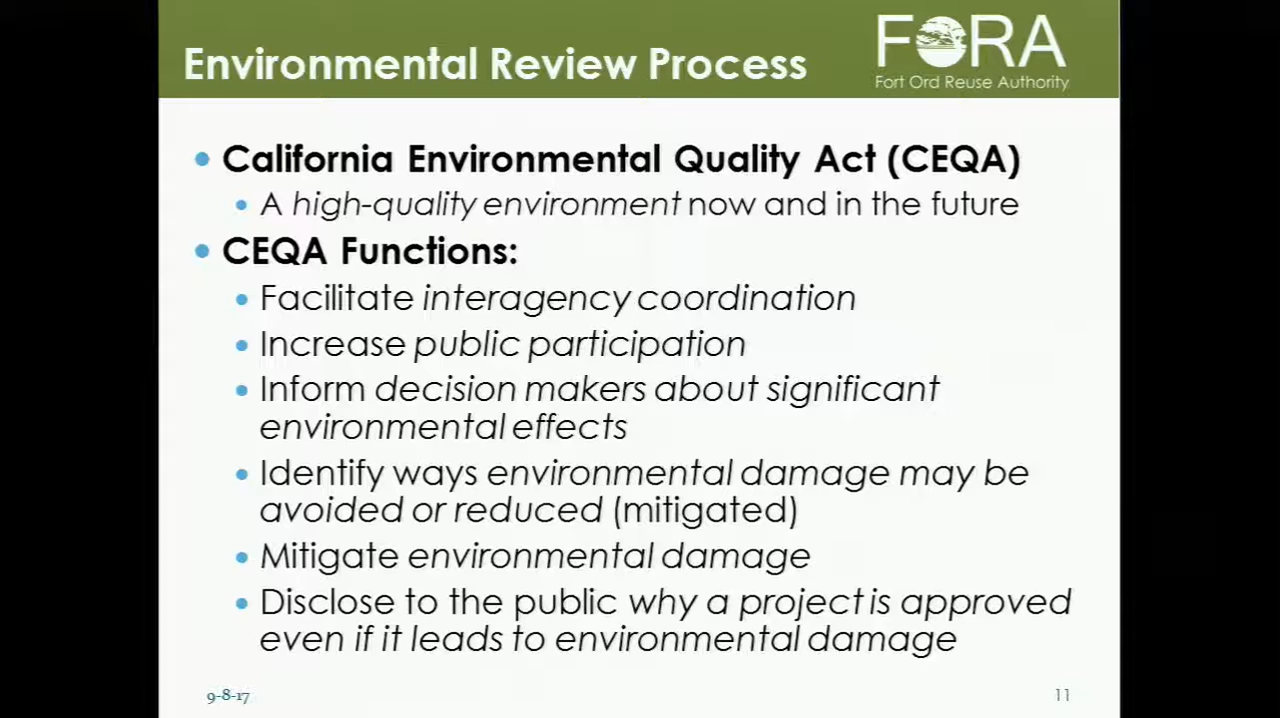 Environmental Review Process
FORA
Fort Ord Reuse Authority
• California Environmental Quality Act (CEQA)
• A high-quality environment now and in the future
• CEQA Functions:
• Facilitate interagency coordination
• Increase public participation
• Inform decision makers about significant
environmental effects
• Identify ways environmental damage may be
avoided or reduced (mitigated)
• Mitigate environmental damage
• Disclose to the public why a project is approved
even if it leads to environmental damage
9-8-17
11